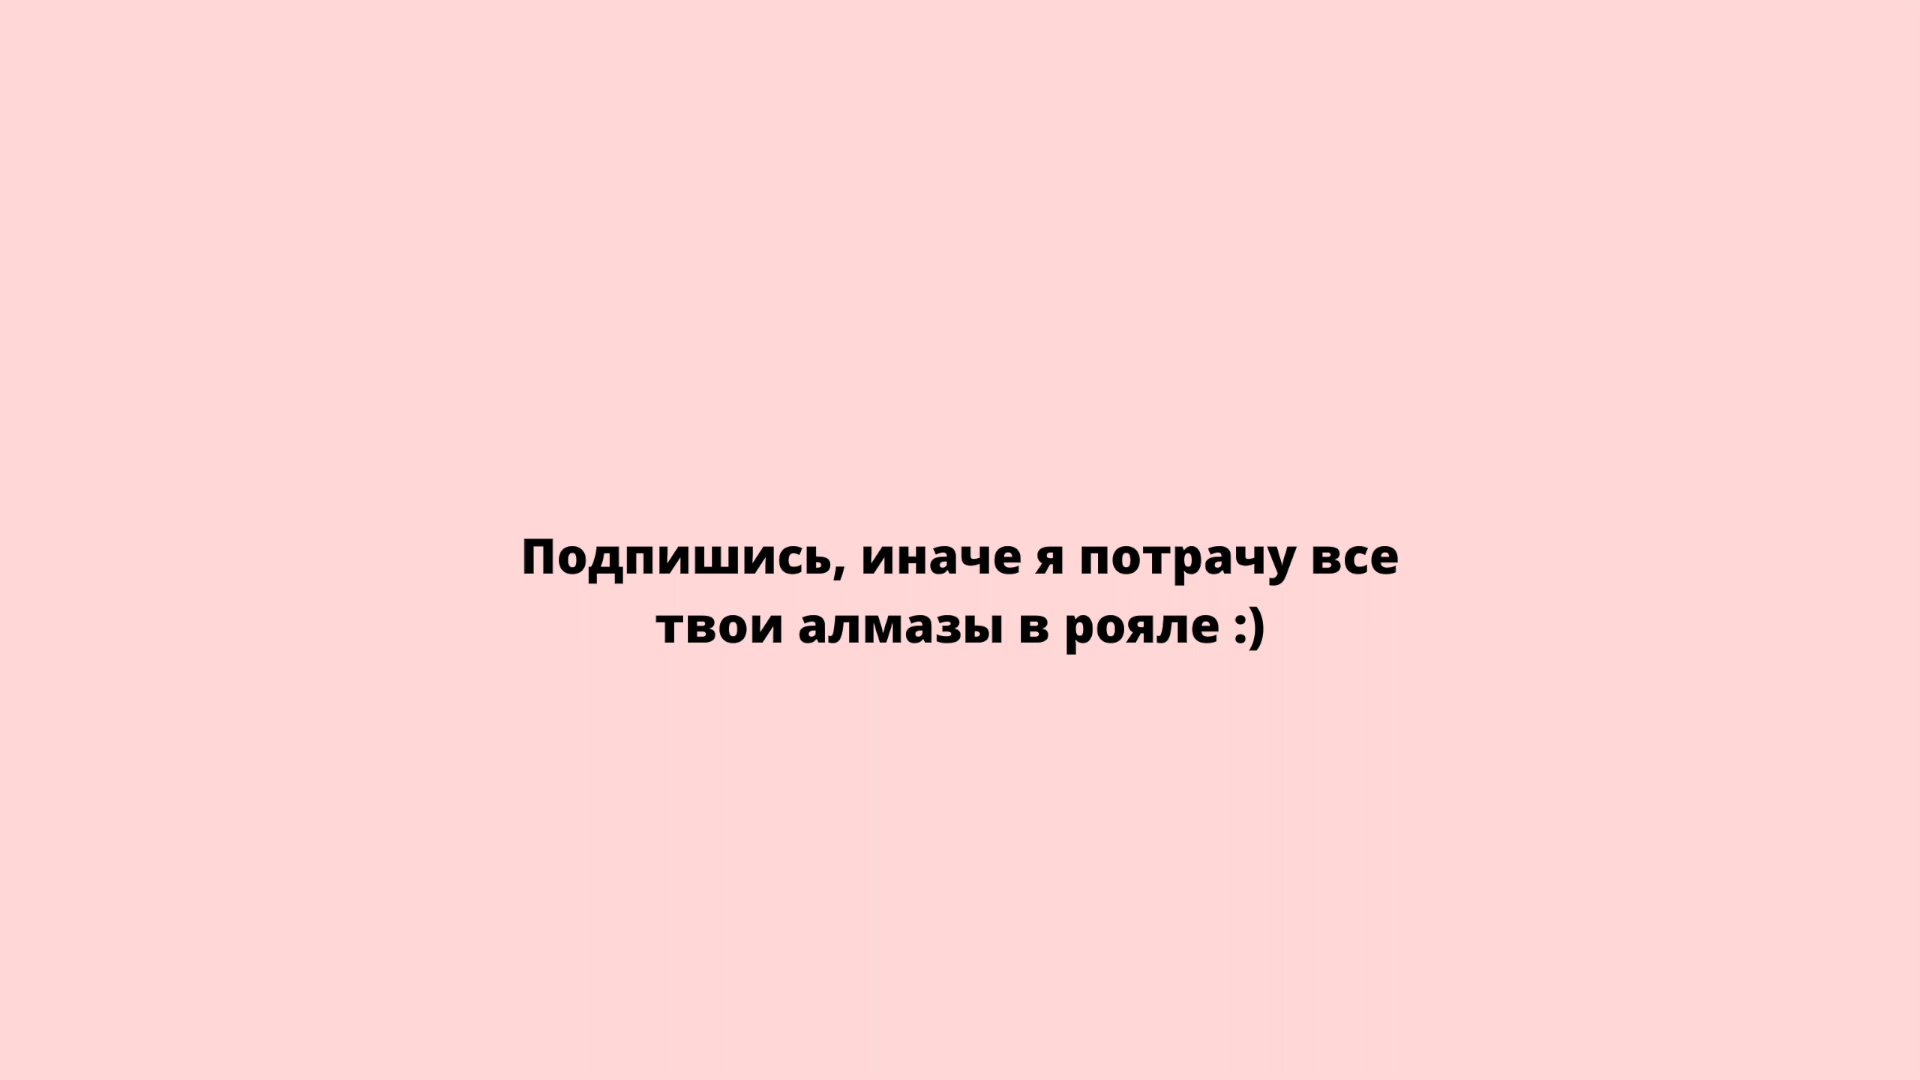 Подпишись, иначе я потрачу все
твои алмазы в рояле :)